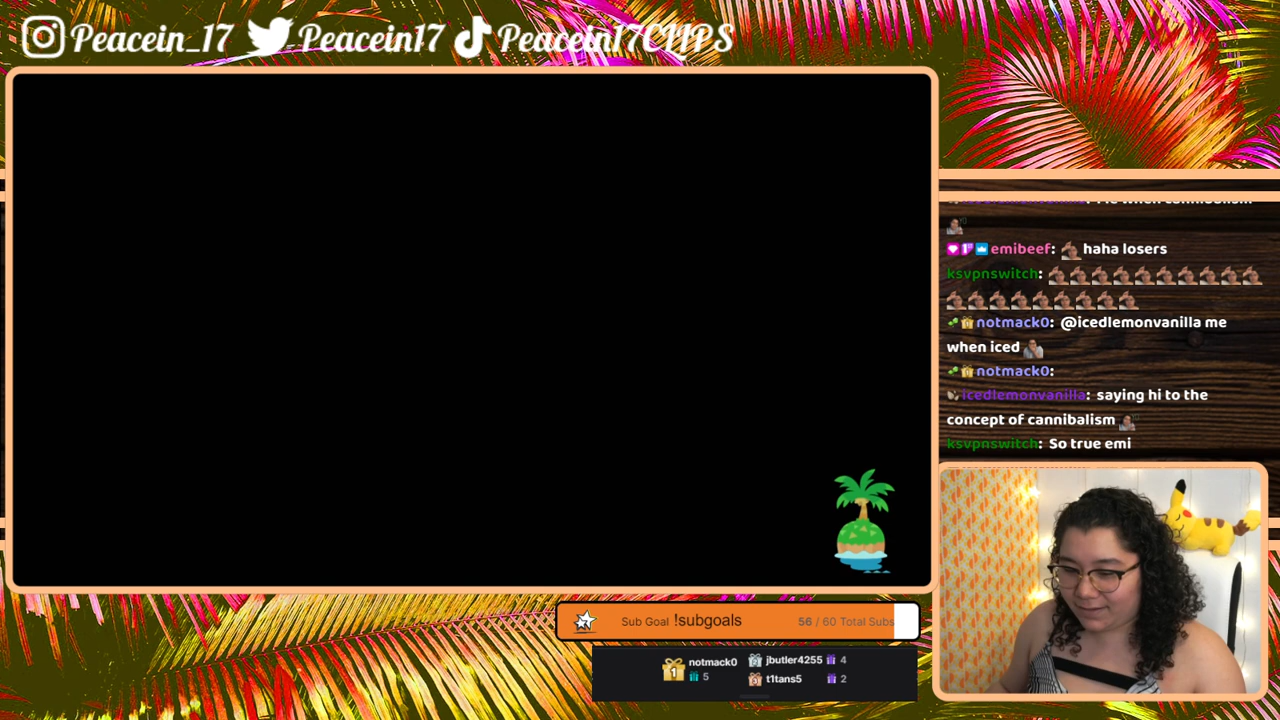 Peacein_17 Peacein17 Peacein17ClIPS
emibeef: haha losers
ksvpnswitch:
notmack0: @icedlemonvanilla me
when iced
notmack0:
icedlemonvanilla: saying hi to the
concept of cannibalism
ksvpnswitch: So true emi
Sub Goal !subgoals 56 / 60 Total Subs
notmack0 5
jbutler4255 4
t1tans5 2